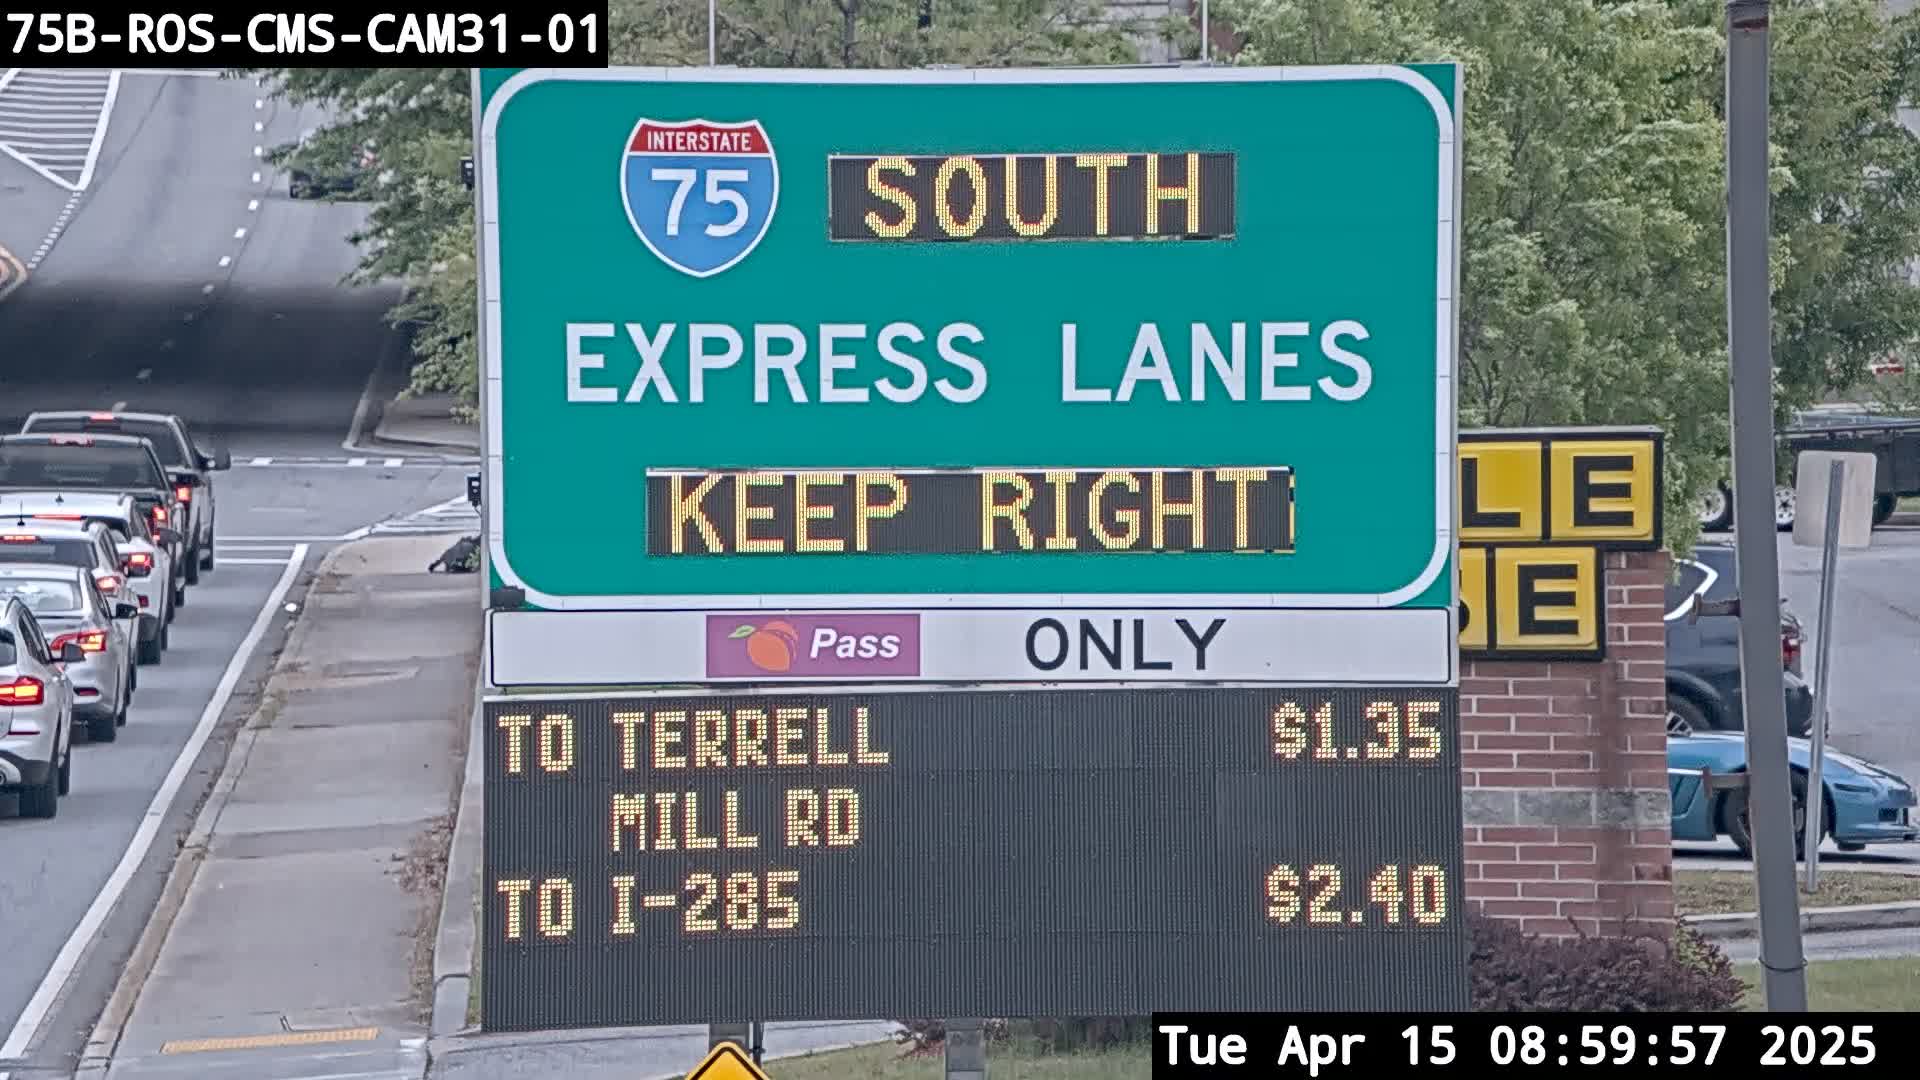 75B-ROS-CMS-CAM31-01
INTERSTATE
75
SOUTH
EXPRESS LANES
KEEP RIGHT
Pass ONLY
TO TERRELL $1.35
MILL RD
TO I-285 $2.40
LE
E
Tue Apr 15 08:59:57 2025